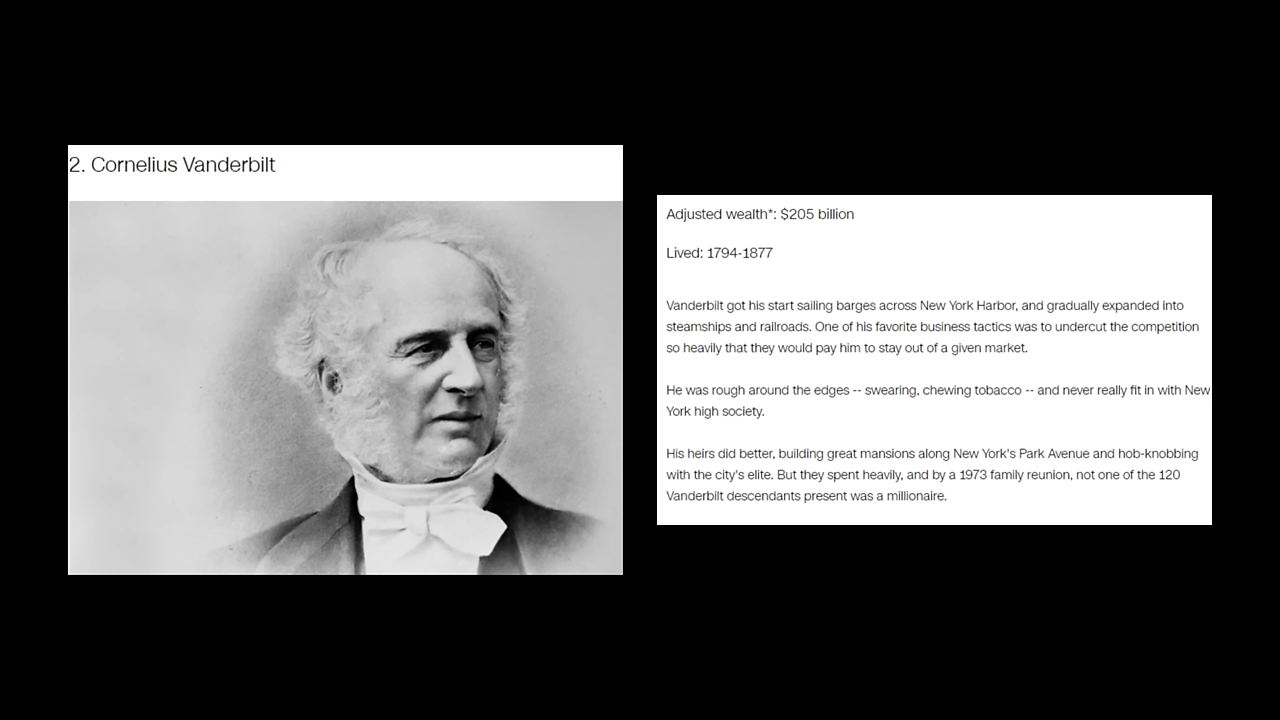 2. Cornelius Vanderbilt
Adjusted wealth*: $205 billion
Lived: 1794-1877
Vanderbilt got his start sailing barges across New York Harbor, and gradually expanded into
steamships and railroads. One of his favorite business tactics was to undercut the competition
so heavily that they would pay him to stay out of a given market.
He was rough around the edges -- swearing, chewing tobacco -- and never really fit in with New
York high society.
His heirs did better, building great mansions along New York's Park Avenue and hob-knobbing
with the city's elite. But they spent heavily, and by a 1973 family reunion, not one of the 120
Vanderbilt descendants present was a millionaire.